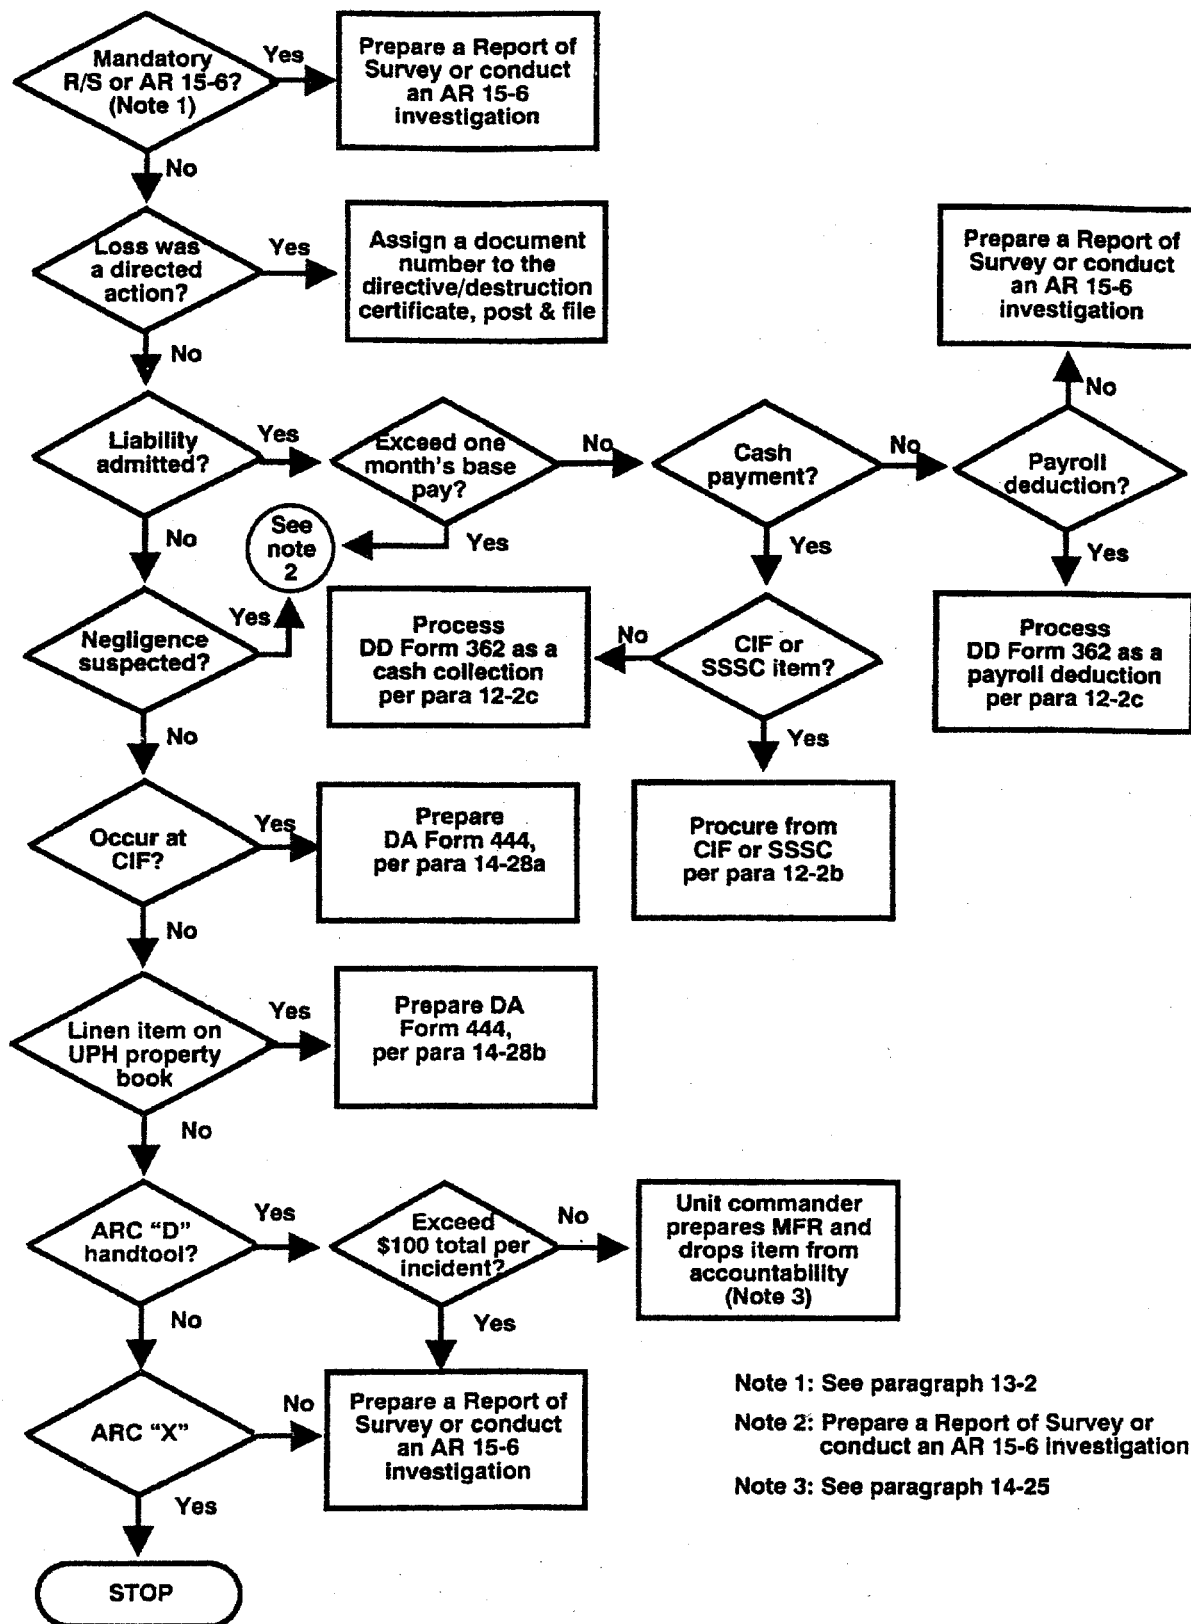 Mandatory
R/S or AR 15-6?
(Note 1)
Yes
Prepare a Report of
Survey or conduct
an AR 15-6
investigation
No
Loss was
a directed
action?
Yes
Assign a document
number to the
directive/destruction
certificate, post & file
Prepare a Report of
Survey or conduct
an AR 15-6
investigation
No
No
Liability
admitted?
Yes
Exceed one
month's base
pay?
No
Cash
payment?
No
Payroll
deduction?
No
See
note
2
Yes
Yes
Yes
Negligence
suspected?
Yes
Process
DD Form 362 as a
cash collection
per para 12-2c
No
CIF or
SSSC item?
Process
DD Form 362 as a
payroll deduction
per para 12-2c
No
Yes
Occur at
CIF?
Yes
Prepare
DA Form 444,
per para 14-28a
Procure from
CIF or SSSC
per para 12-2b
No
Linen item on
UPH property
book
Yes
Prepare DA
Form 444,
per para 14-28b
No
ARC "D"
handtool?
Yes
Exceed
$100 total per
incident?
No
Unit commander
prepares MFR and
drops item from
accountability
(Note 3)
No
Yes
ARC "X"
No
Prepare a Report of
Survey or conduct
an AR 15-6
investigation
Note 1: See paragraph 13-2
Note 2: Prepare a Report of Survey or
conduct an AR 15-6 investigation
Note 3: See paragraph 14-25
Yes
STOP